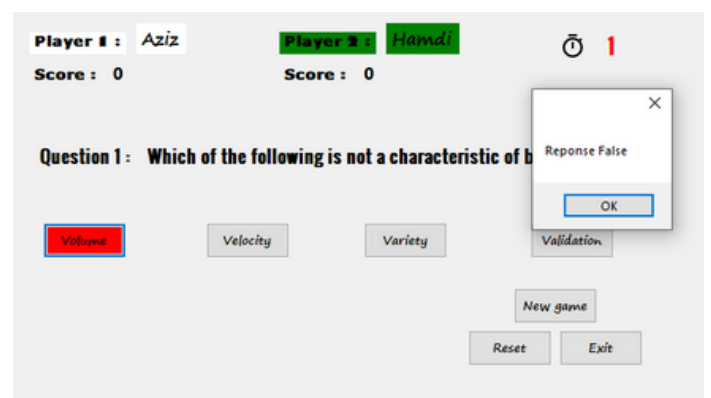 Player 1 : Aziz Player 2 : Hamdi 1
Score : 0 Score : 0
Reponse False
Question 1 : Which of the following is not a characteristic of
OK
Volume Velocity Variety Validation
New game
Reset Exit